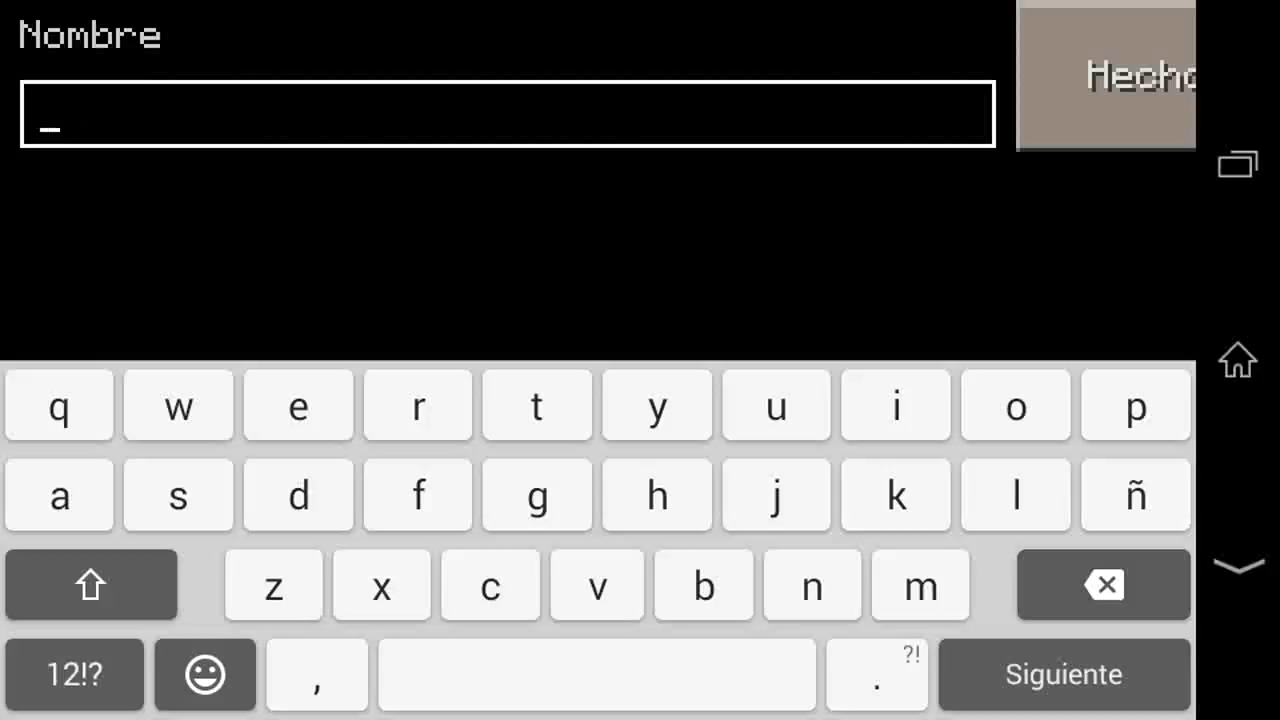 Nombre
Hecho
_
q w e r t y u i o p
a s d f g h j k l ñ
z x c v b n m
12!? , . ?! Siguiente